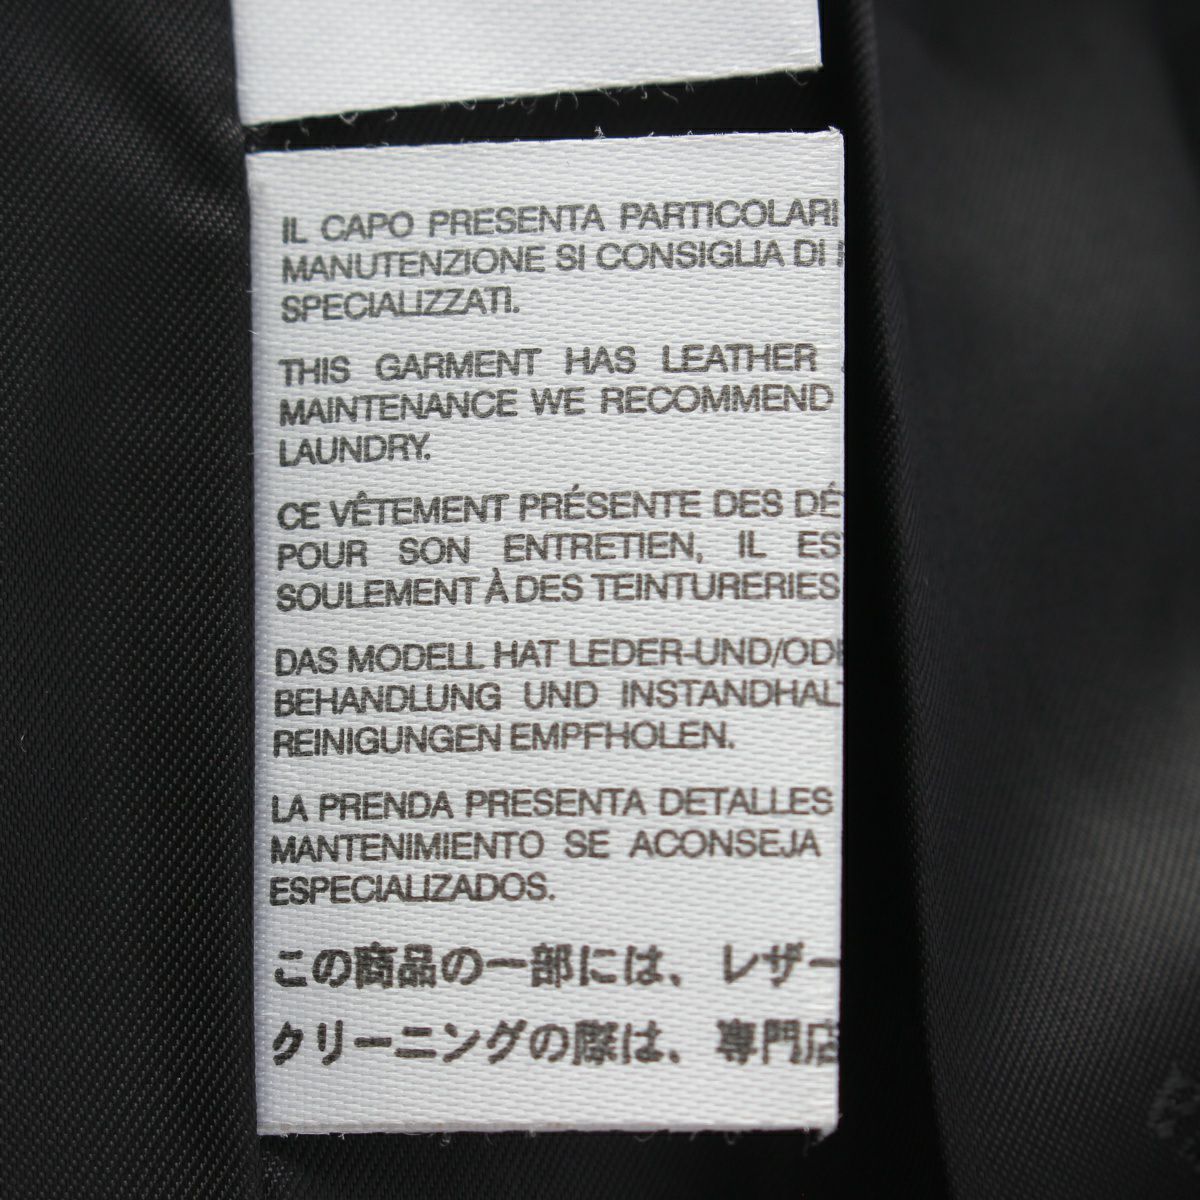 IL CAPO PRESENTA PARTICOLARI
MANUTENZIONE SI CONSIGLIA DI
SPECIALIZZATI.
THIS GARMENT HAS LEATHER
MAINTENANCE WE RECOMMEND
LAUNDRY.
CE VÊTEMENT PRÉSENTE DES DÉ
POUR SON ENTRETIEN, IL ES
SOULEMENT À DES TEINTURERIES
DAS MODELL HAT LEDER-UND/OD
BEHANDLUNG UND INSTANDHAL
REINIGUNGEN EMPFHOLEN.
LA PRENDA PRESENTA DETALLES
MANTENIMIENTO SE ACONSEJA
ESPECIALIZADOS.
この商品の一部には、レザー
クリーニングの際は、専門店